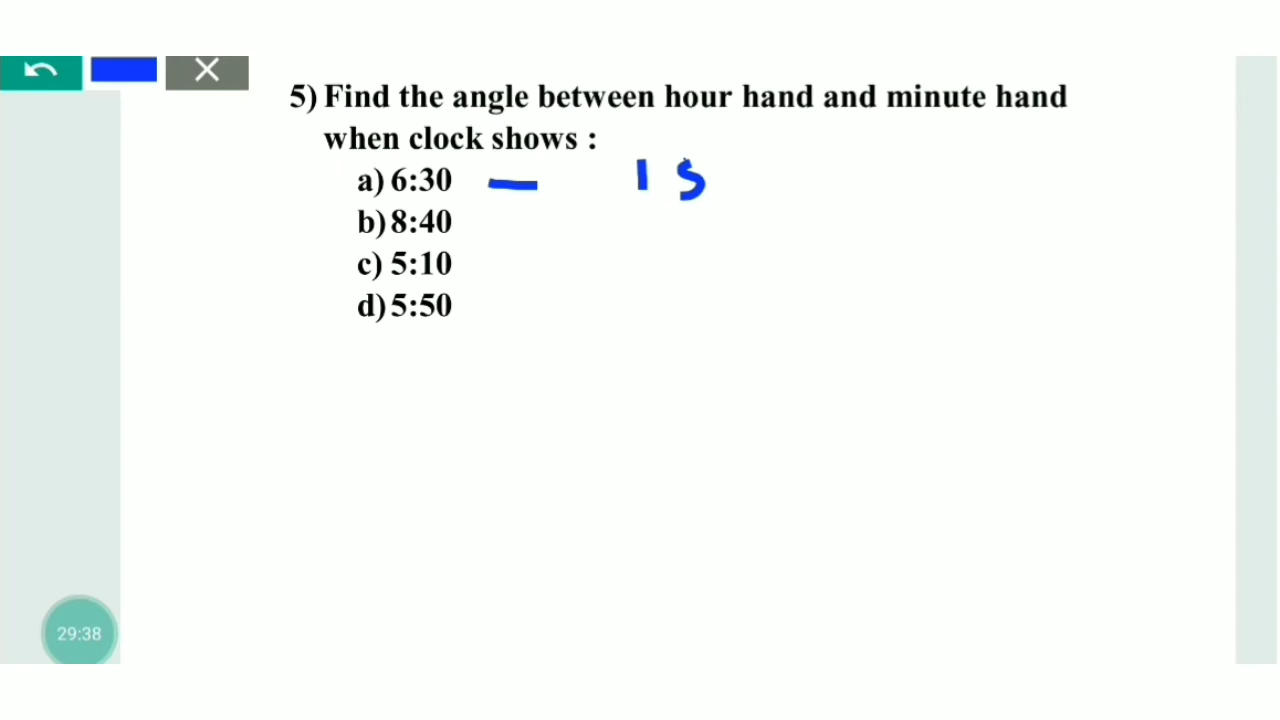 5) Find the angle between hour hand and minute hand
when clock shows :
a) 6:30 — 15
b) 8:40
c) 5:10
d) 5:50
29:38